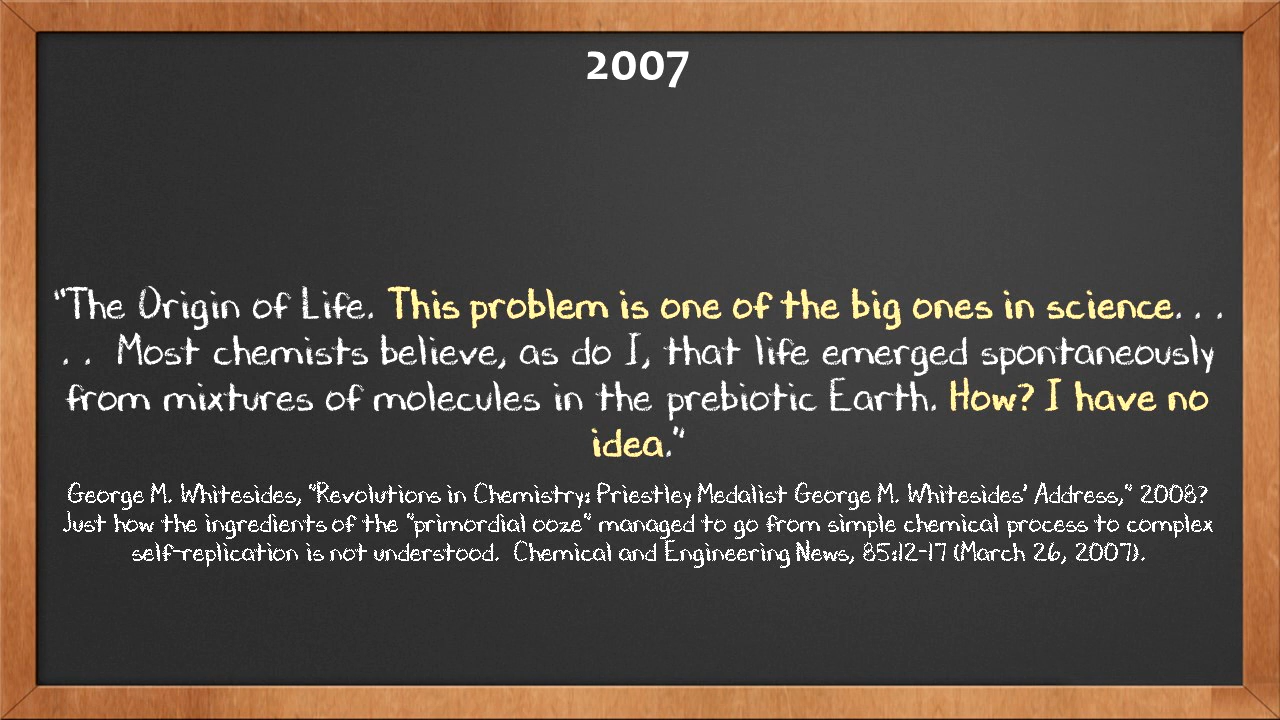 2007
"The Origin of Life. This problem is one of the big ones in science. . .
. .  Most chemists believe, as do I, that life emerged spontaneously
from mixtures of molecules in the prebiotic Earth. How? I have no
idea."
George M. Whitesides, "Revolutions in Chemistry: Priestley Medalist George M. Whitesides' Address," 2008?
Just how the ingredients of the "primordial ooze" managed to go from simple chemical process to complex
self-replication is not understood.  Chemical and Engineering News, 85:12-17 (March 26, 2007).